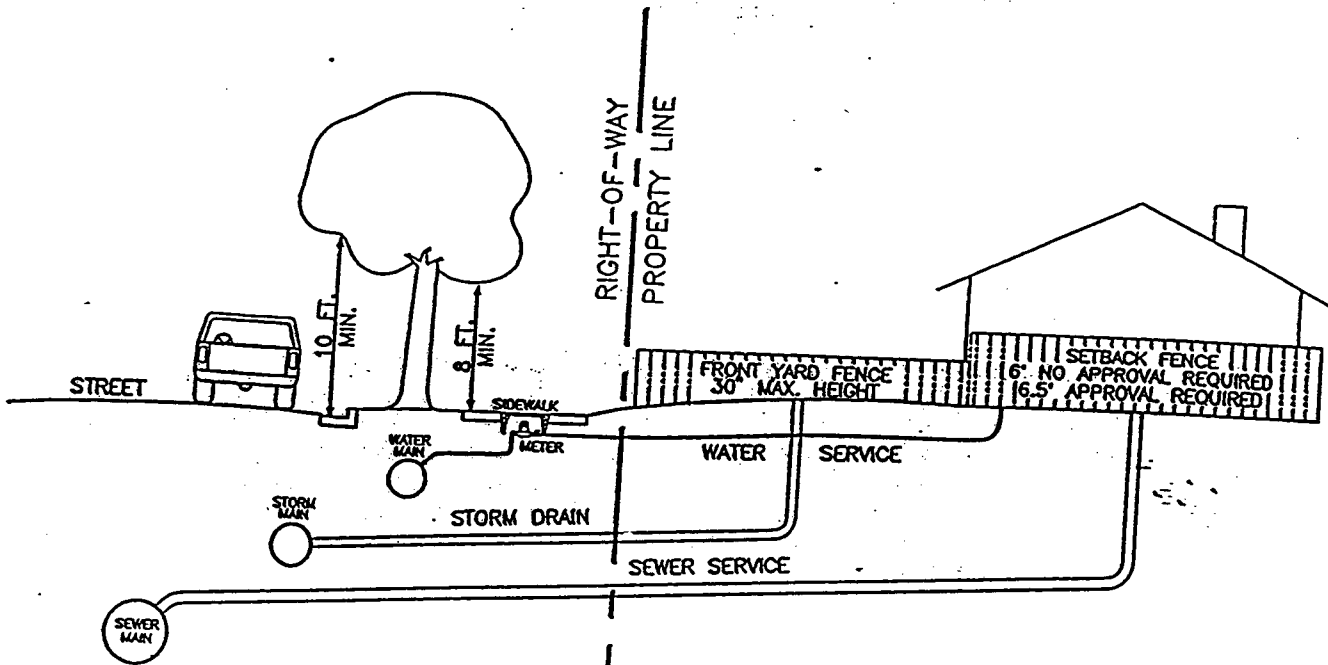 RIGHT-OF-WAY
PROPERTY LINE
10 FT.
MIN.
8 FT.
MIN.
STREET
FRONT YARD FENCE
30" MAX. HEIGHT
SETBACK FENCE
6' NO APPROVAL REQUIRED
6.5' APPROVAL REQUIRED
SIDEWALK
METER
WATER
MAIN
WATER SERVICE
STORM
MAIN
STORM DRAIN
SEWER SERVICE
SEWER
MAIN